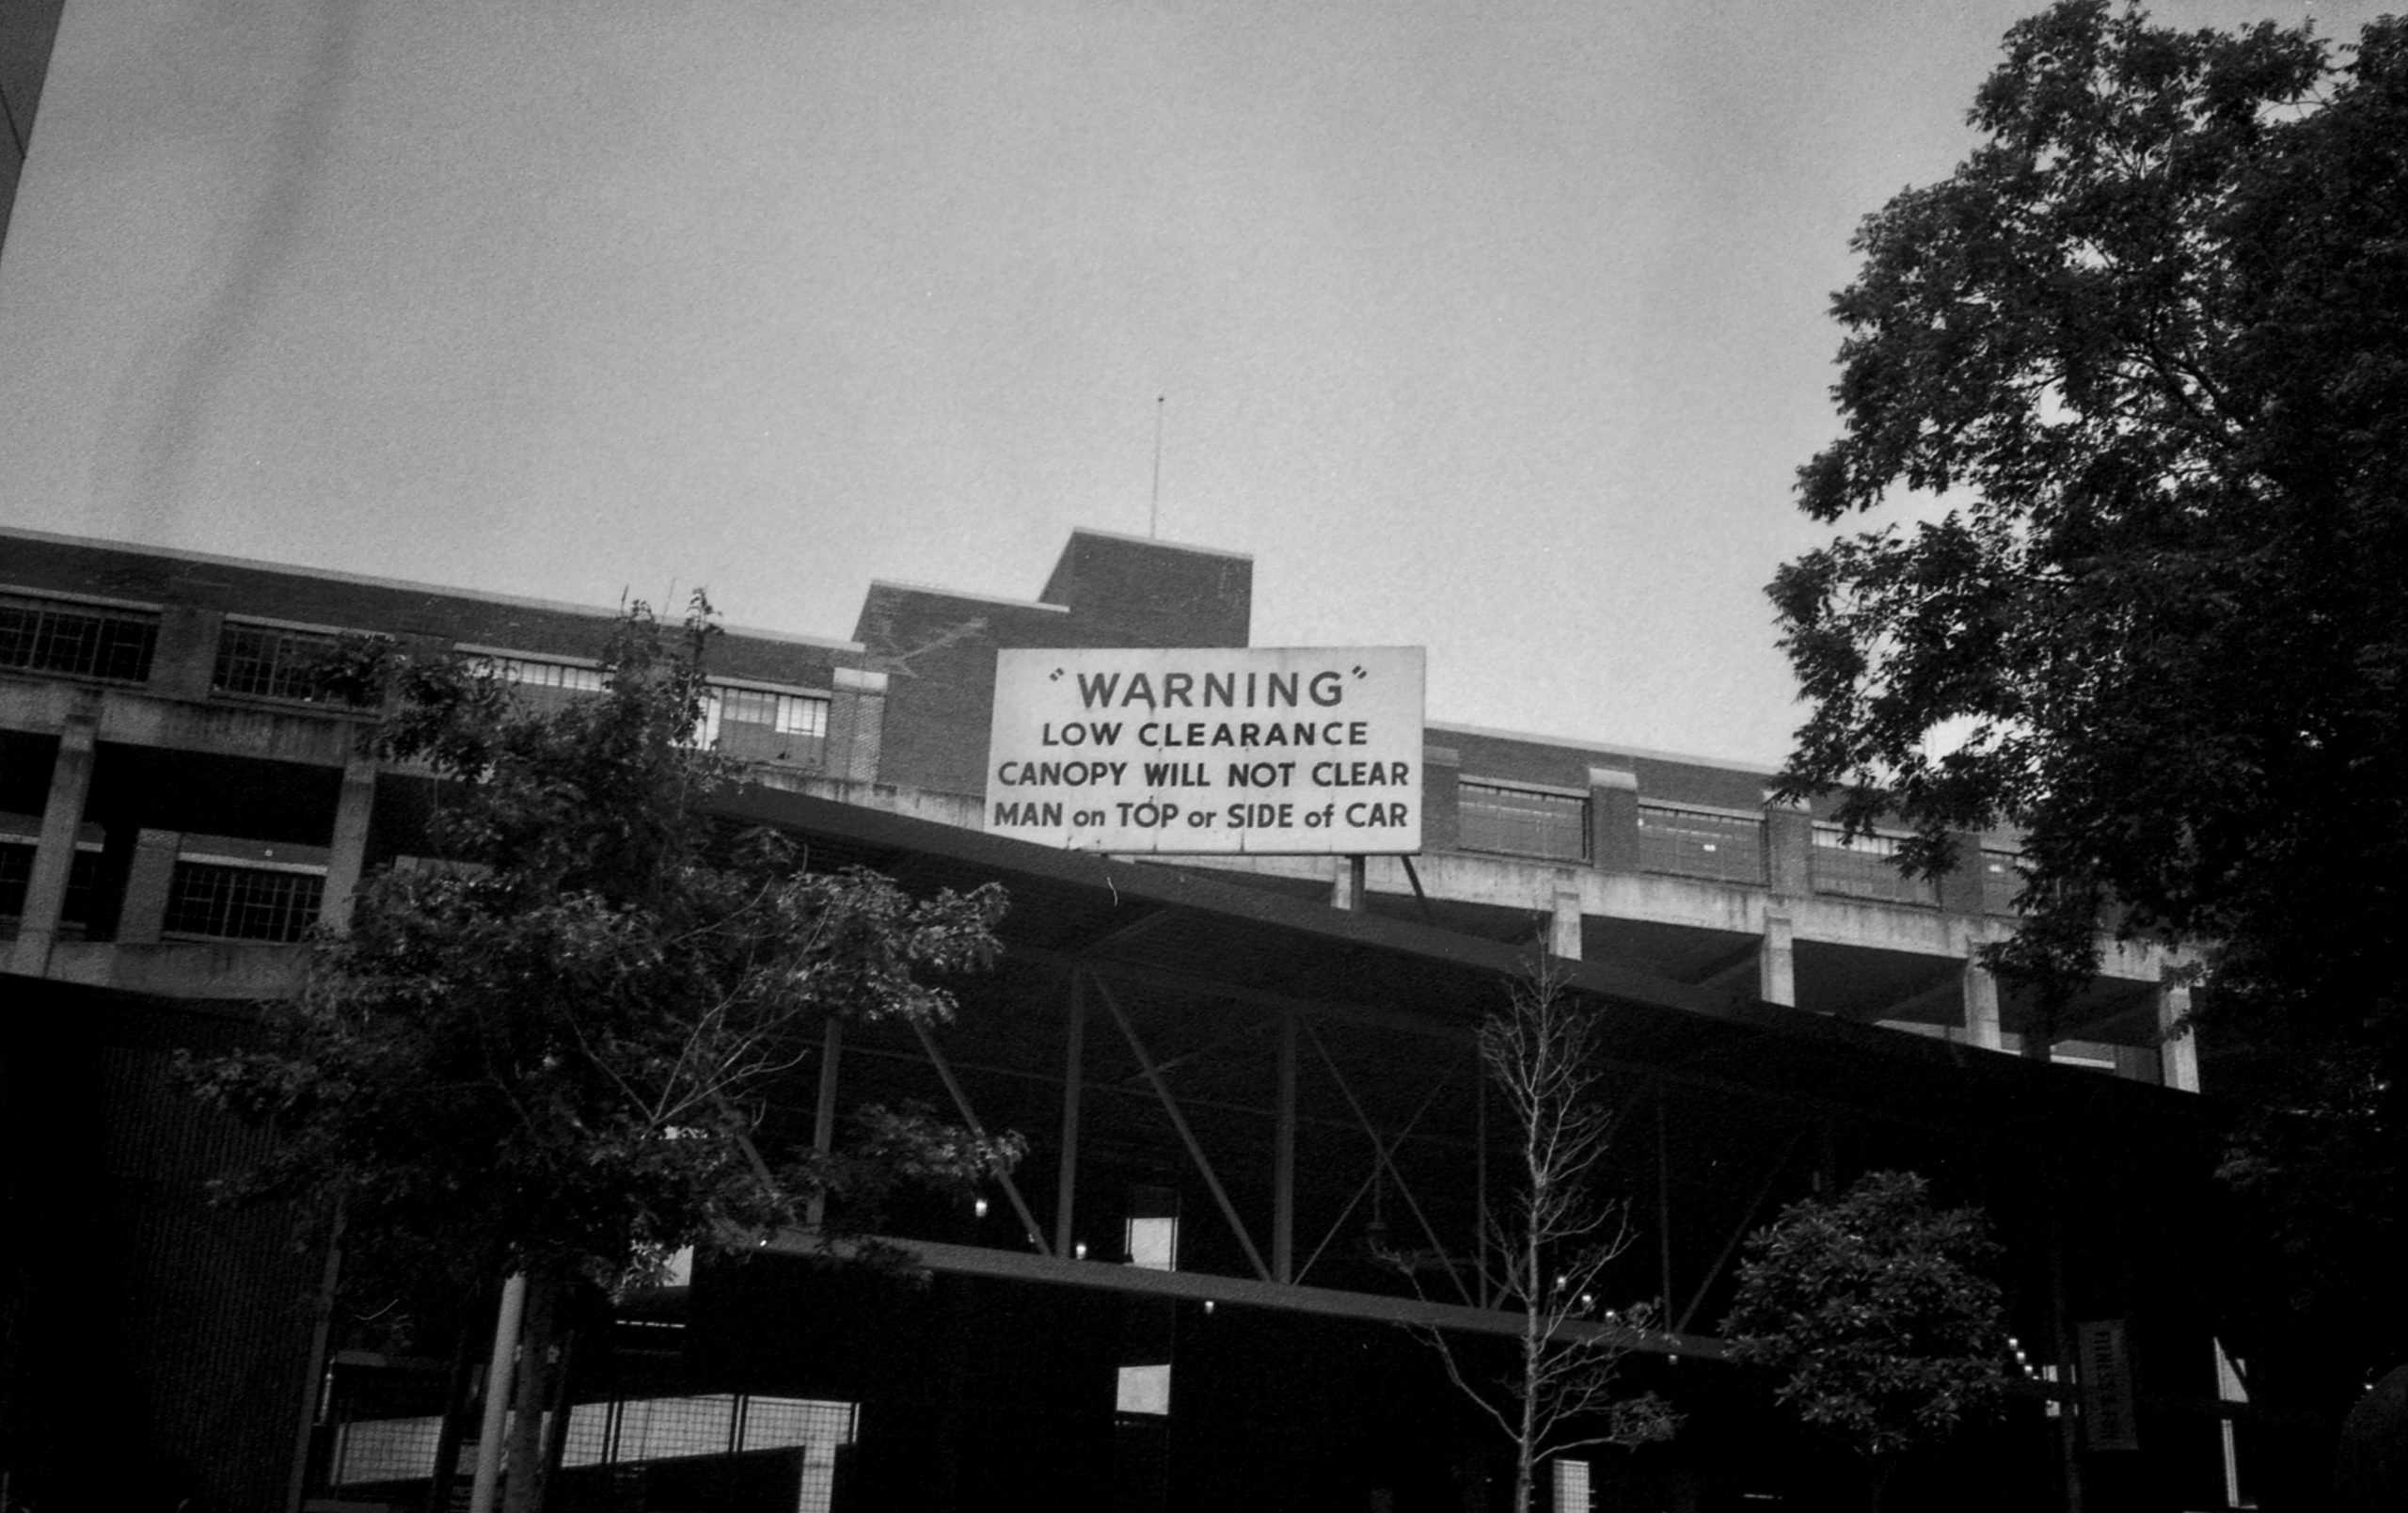 "WARNING"
LOW CLEARANCE
CANOPY WILL NOT CLEAR
MAN on TOP or SIDE of CAR